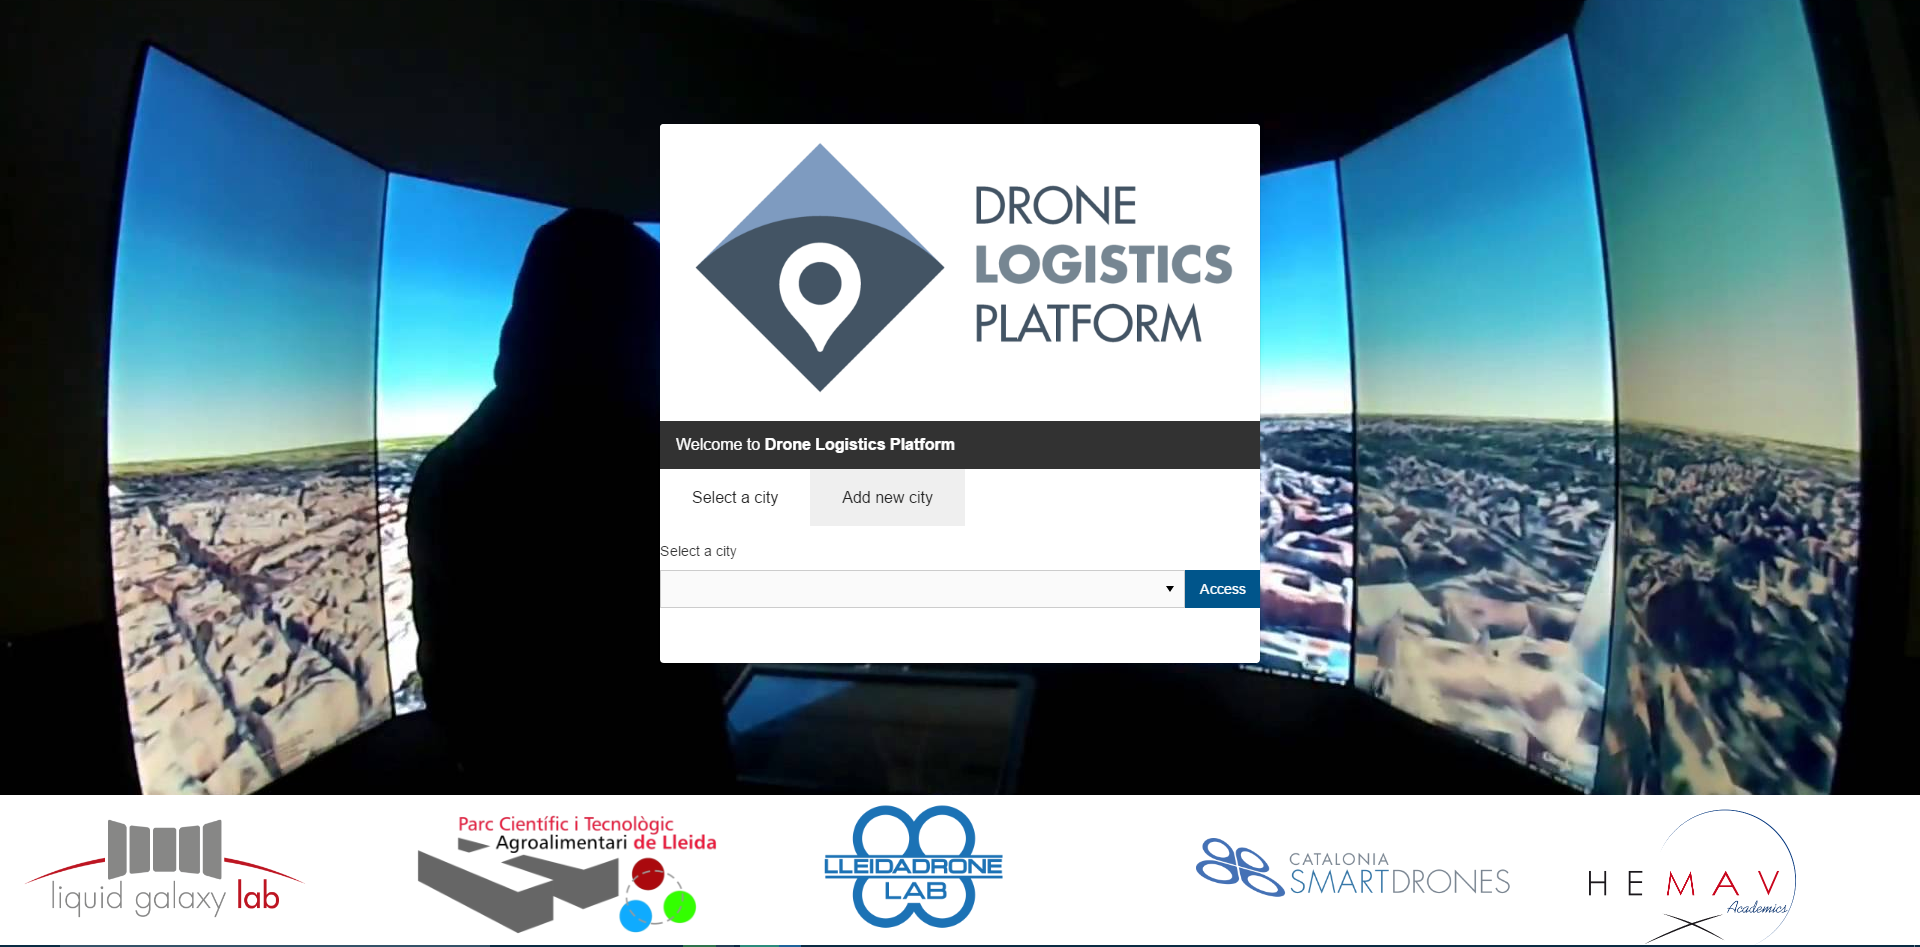 DRONE
LOGISTICS
PLATFORM
Welcome to Drone Logistics Platform
Select a city
Add new city
Select a city
Access
liquid galaxy lab
Parc Científic i Tecnològic
Agroalimentari de Lleida
LLEIDADRONE
LAB
CATALONIA
SMARTDRONES
HEMAV
Academics